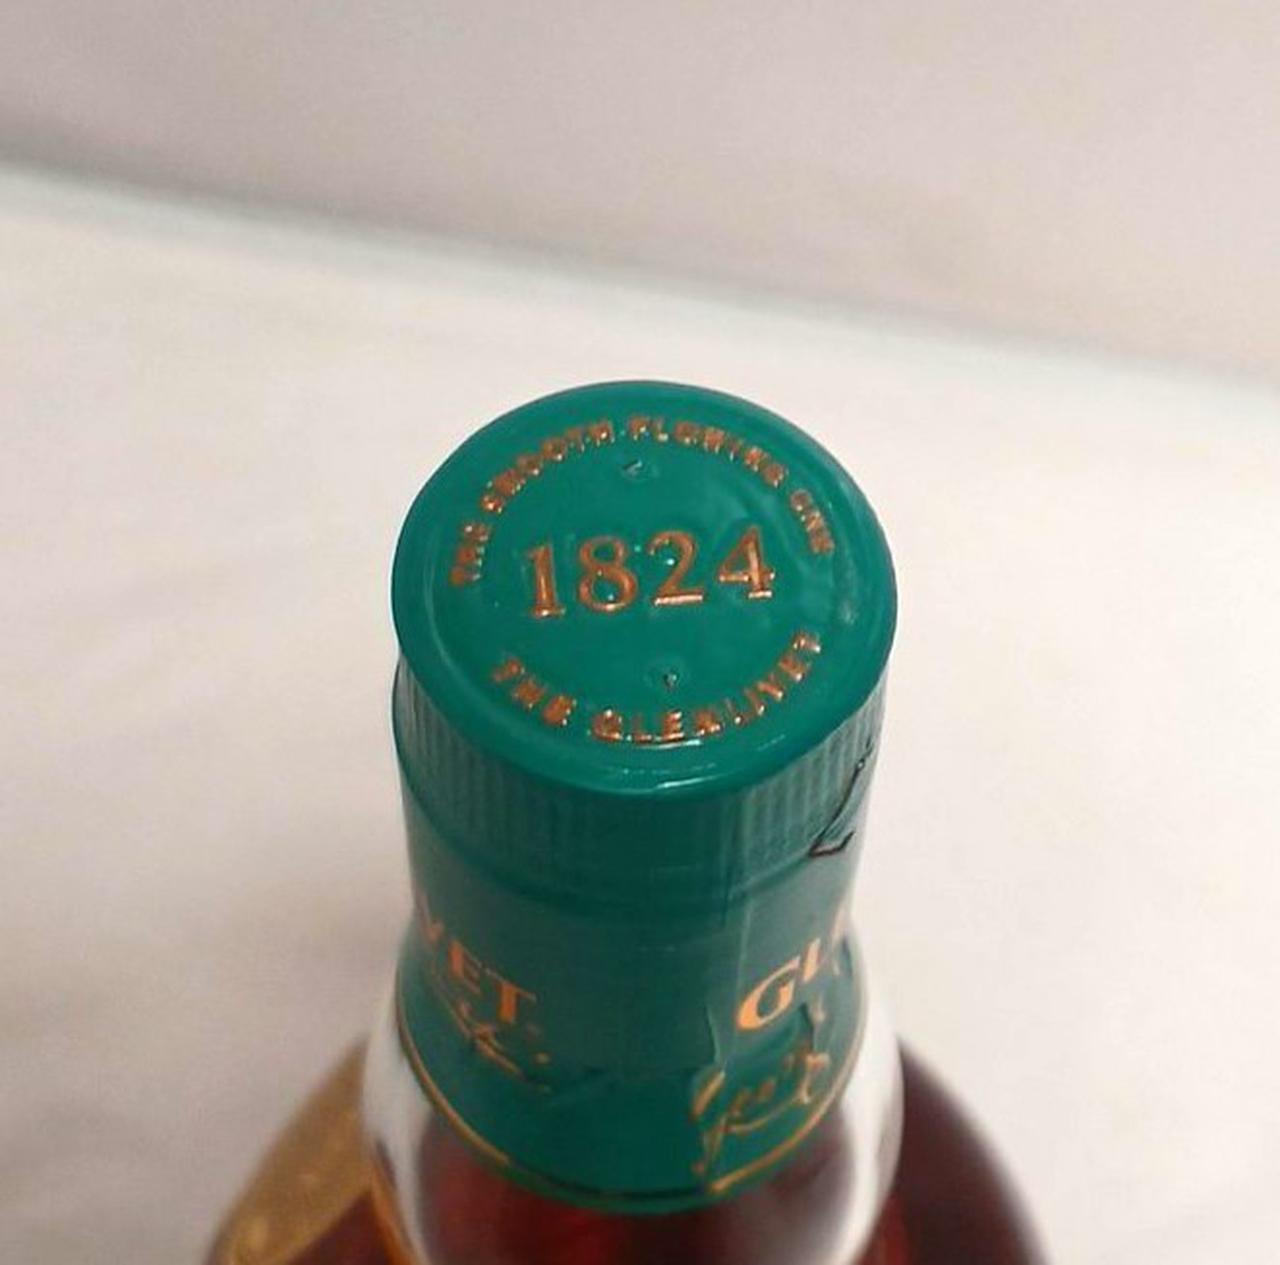 THE SMOOTH FLOWING ONE
1824
THE GLENLIVET
VET
GL